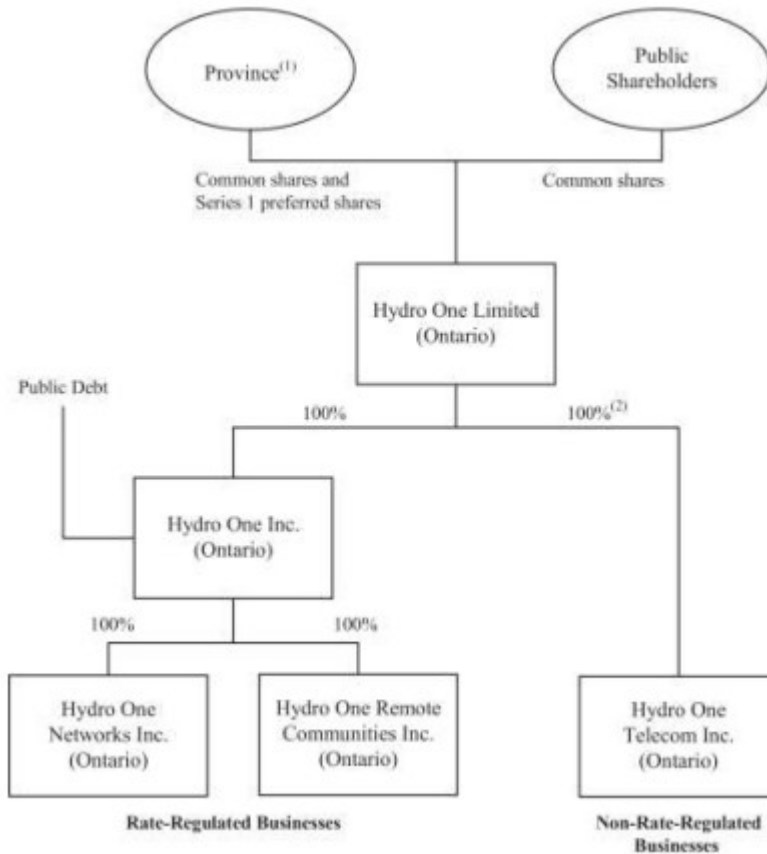 Province(1)
Public
Shareholders
Common shares and
Series 1 preferred shares
Common shares
Hydro One Limited
(Ontario)
Public Debt
100%
100%(2)
Hydro One Inc.
(Ontario)
100%
100%
Hydro One
Networks Inc.
(Ontario)
Hydro One Remote
Communities Inc.
(Ontario)
Hydro One
Telecom Inc.
(Ontario)
Rate-Regulated Businesses
Non-Rate-Regulated
Businesses